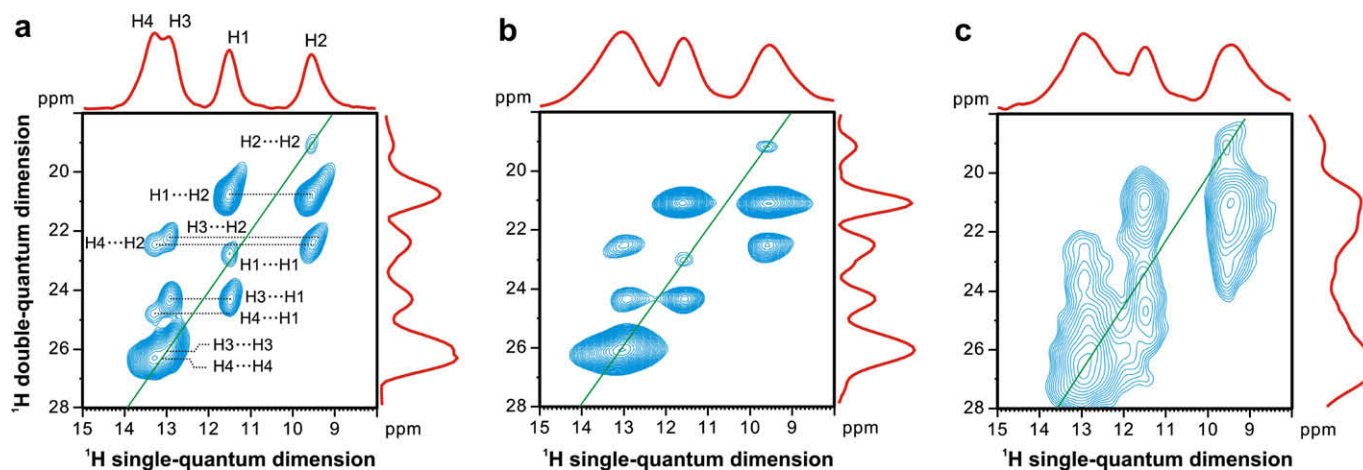 a
H4 H3
H1
H2
ppm
H2···H2
H1···H2
H3···H2
H4···H2
H1···H1
H3···H1
H4···H1
H3···H3
H4···H4
20
22
24
26
28
15 14 13 12 11 10 9 ppm
¹H double-quantum dimension
¹H single-quantum dimension
b
ppm
20
22
24
26
28
15 14 13 12 11 10 9 ppm
¹H single-quantum dimension
c
ppm
20
22
24
26
28
15 14 13 12 11 10 9 ppm
¹H single-quantum dimension